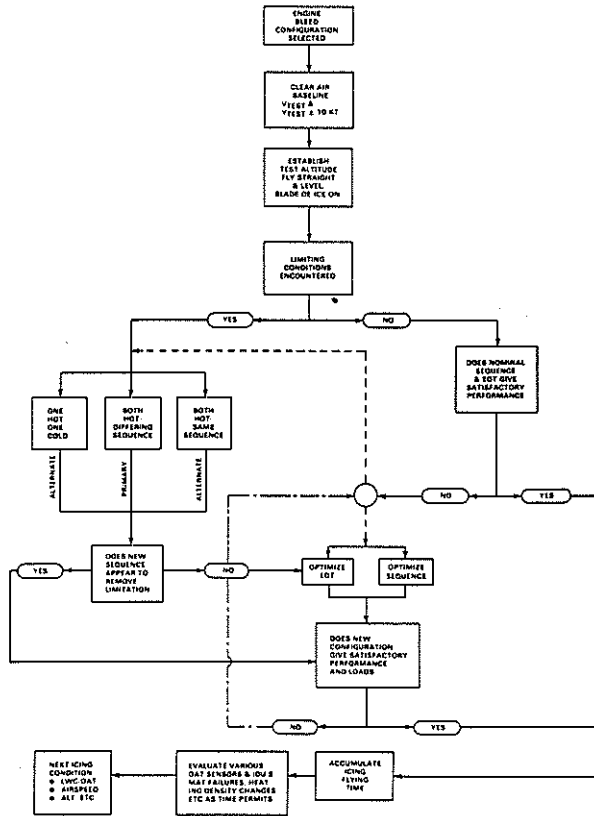 ENGINE
BLEED
CONFIGURATION
SELECTED
CLEAR AIR
BASELINE
VTEST &
VTEST ± 10 KT
ESTABLISH
TEST ALTITUDE
FLY STRAIGHT
& LEVEL
BLADE DE ICE ON
LIMITING
CONDITIONS
ENCOUNTERED
YES
NO
DOES NOMINAL
SEQUENCE
& EOT GIVE
SATISFACTORY
PERFORMANCE
ONE
HOT
ONE
COLD
BOTH
HOT-
DIFFERING
SEQUENCE
BOTH
HOT-
SAME
SEQUENCE
ALTERNATE
PRIMARY
ALTERNATE
NO
YES
YES
DOES NEW
SEQUENCE
APPEAR TO
REMOVE
LIMITATION
NO
OPTIMIZE
EOT
OPTIMIZE
SEQUENCE
DOES NEW
CONFIGURATION
GIVE SATISFACTORY
PERFORMANCE
AND LOADS
NO
YES
NEXT ICING
CONDITION
● LWC-OAT
● AIRSPEED
● ALT. ETC
EVALUATE VARIOUS
OAT SENSORS & IDU'S
MAT FAILURES, HEAT
ING DENSITY CHANGES
ETC AS TIME PERMITS
ACCUMULATE
ICING
FLYING
TIME